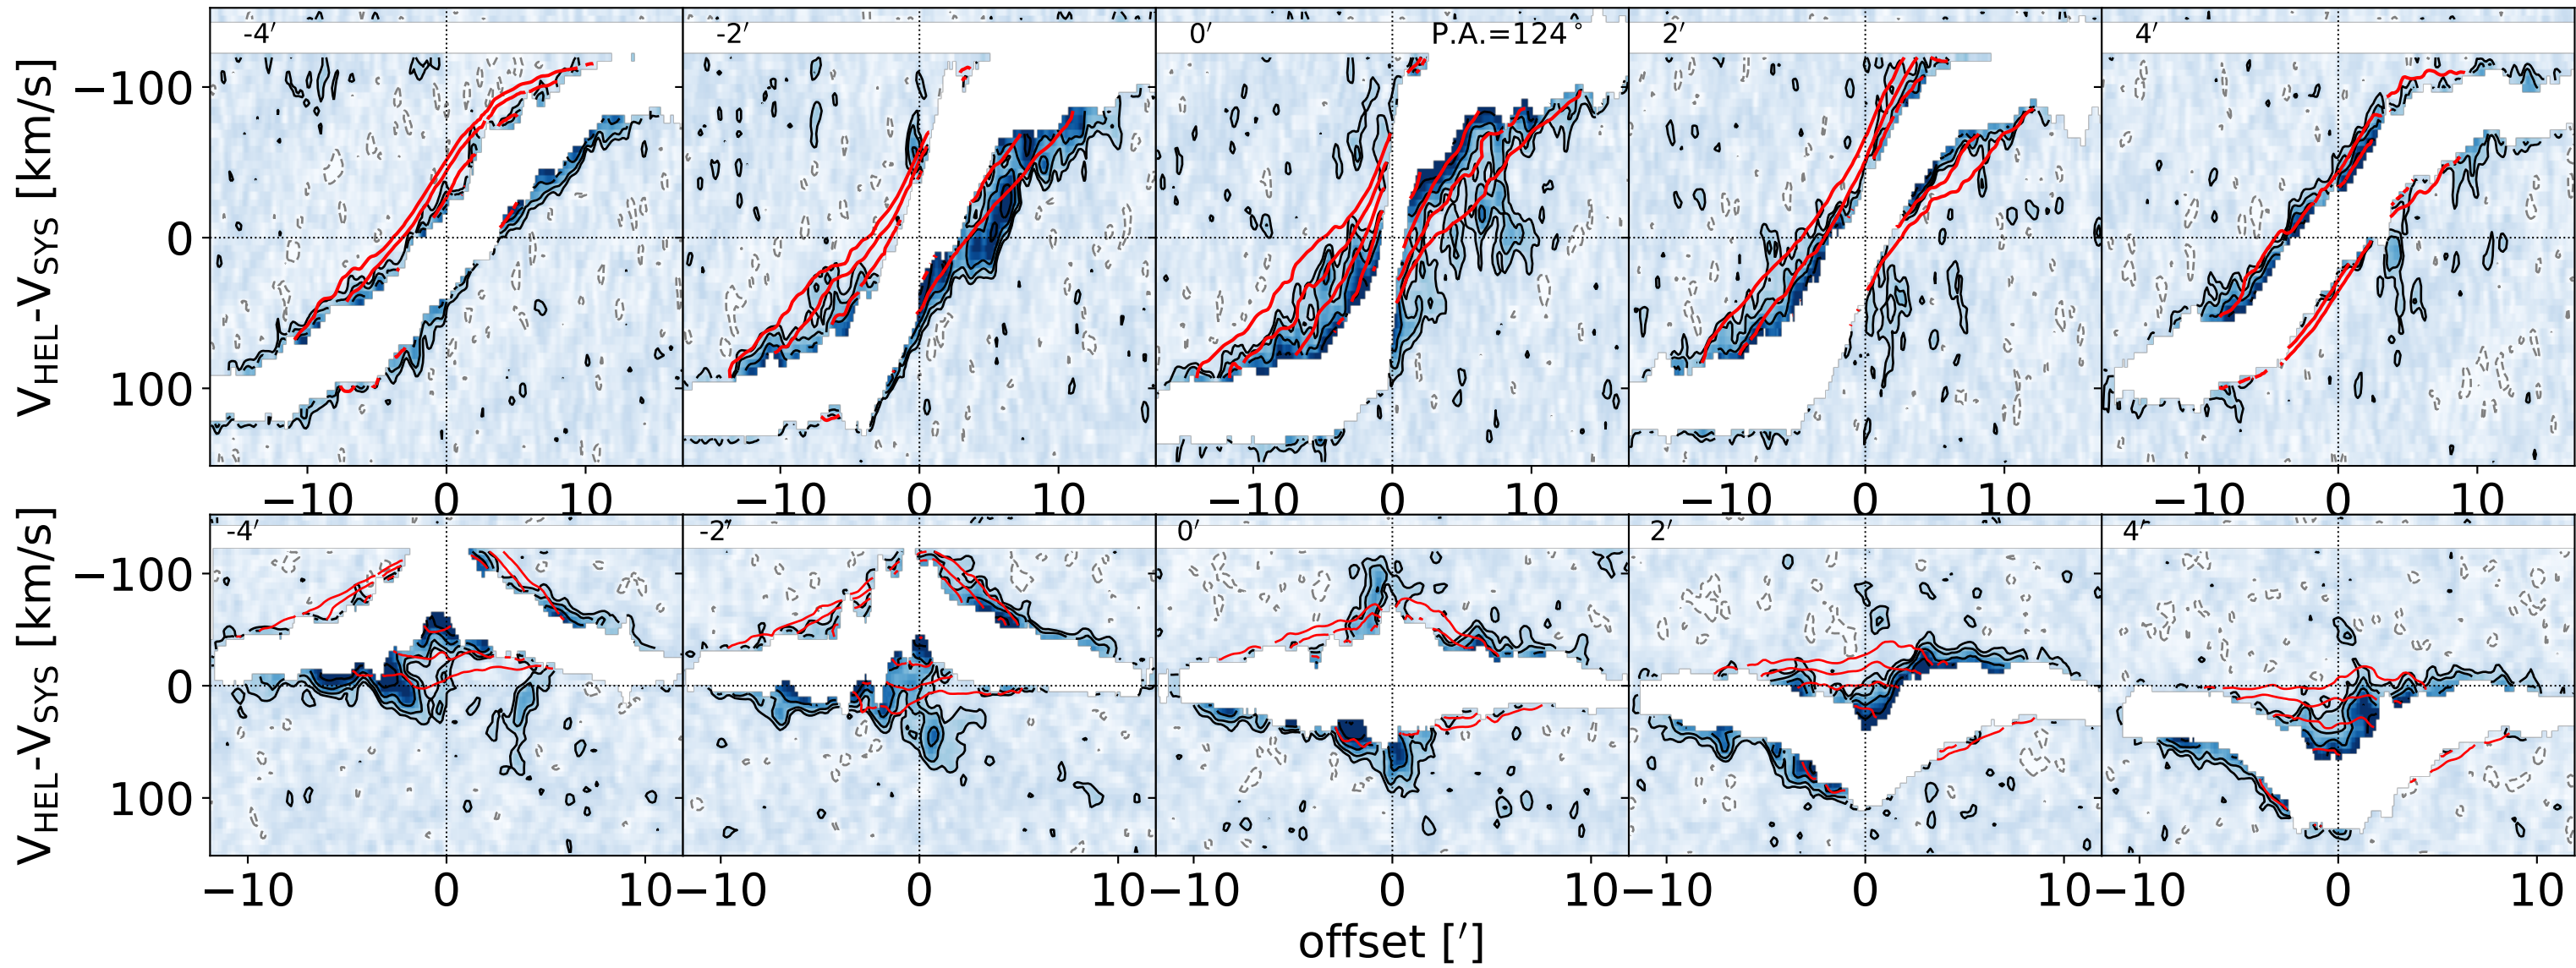 -4′ -2′ 0′ P.A.=124° 2′ 4′
V_HEL-V_SYS [km/s]
−100
0
100
−10 0 10 −10 0 10 −10 0 10 −10 0 10 −10 0 10
-4′ -2′ 0′ 2′ 4′
V_HEL-V_SYS [km/s]
−100
0
100
−10 0 10 −10 0 10 −10 0 10 −10 0 10 −10 0 10
offset [′]